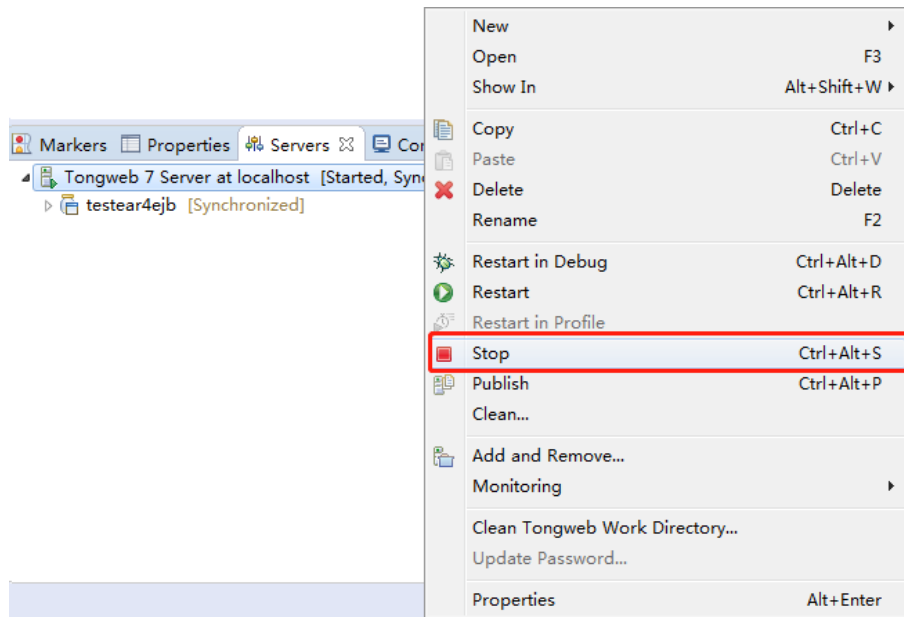 New
Open F3
Show In Alt+Shift+W
Copy Ctrl+C
Paste Ctrl+V
Delete Delete
Rename F2
Restart in Debug Ctrl+Alt+D
Restart Ctrl+Alt+R
Restart in Profile
Stop Ctrl+Alt+S
Publish Ctrl+Alt+P
Clean...
Add and Remove...
Monitoring
Clean Tongweb Work Directory...
Update Password...
Properties Alt+Enter
Markers Properties Servers
Tongweb 7 Server at localhost [Started,
testear4ejb [Synchronized]